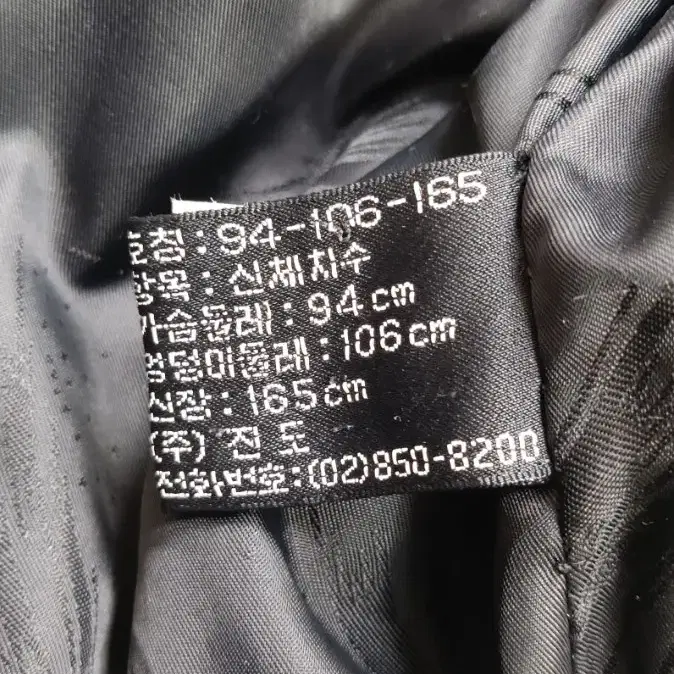 호칭 : 94-106-165
항목 : 신체치수
가슴둘레 : 94cm
엉덩이둘레 : 106cm
신장 : 165cm
(주) 진 도
전화번호 : (02)850-8200